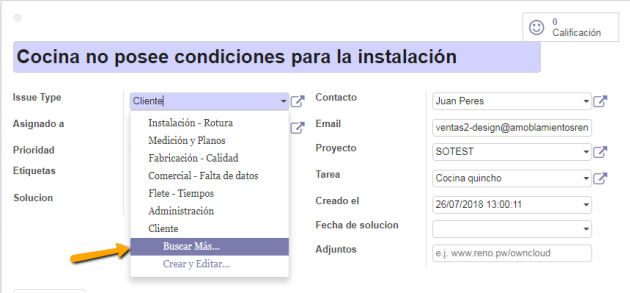 0
Calificación
Cocina no posee condiciones para la instalación
Issue Type
Cliente
Asignado a
Prioridad
Etiquetas
Solucion
Instalación - Rotura
Medición y Planos
Fabricación - Calidad
Comercial - Falta de datos
Flete - Tiempos
Administración
Cliente
Buscar Más...
Crear y Editar...
Contacto
Juan Peres
Email
ventas2-design@amoblamientosren
Proyecto
SOTEST
Tarea
Cocina quincho
Creado el
26/07/2018 13:00:11
Fecha de solucion
Adjuntos
e.j. www.reno.pw/owncloud